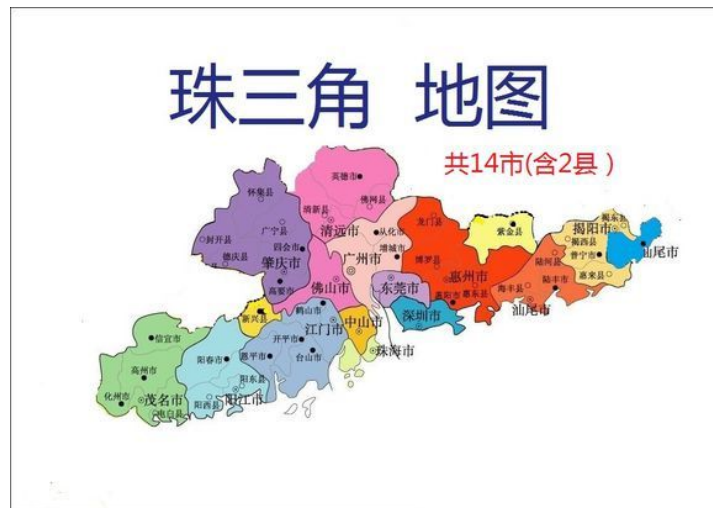 珠三角 地图
共14市(含2县)
英德市
怀集县
佛冈县
清新县
清远市
龙门县
揭东县
广宁县
从化市
紫金县
揭阳市
封开县
四会市
增城市
揭西县
汕尾市
德庆县
肇庆市
广州市
博罗县
惠州市
陆河县
普宁市
高要市
佛山市
东莞市
惠阳市
惠东县
海丰县
陆丰市
惠来县
汕尾市
新兴县
鹤山市
江门市
中山市
深圳市
信宜市
阳春市
恩平市
开平市
台山市
珠海市
高州市
阳东县
化州市
茂名市
阳西县
阳江市
电白县